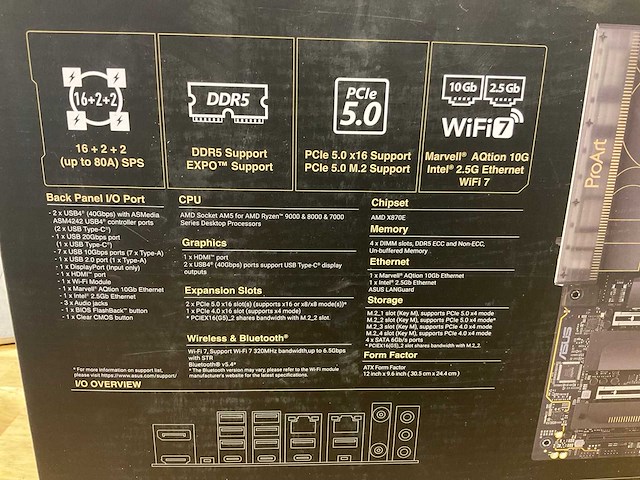 16+2+2
16 + 2 + 2
(up to 80A) SPS
DDR5
DDR5 Support
EXPO™ Support
PCIe
5.0
PCIe 5.0 x16 Support
PCIe 5.0 M.2 Support
10Gb 2.5Gb
WiFi7
Marvell® AQtion 10G
Intel® 2.5G Ethernet
WiFi 7
Back Panel I/O Port
- 2 x USB4® (40Gbps) with ASMedia
ASM4242 USB4® controller ports
(2 x USB Type-C®)
- 1 x USB 20Gbps port
(1 x USB Type-C®)
- 7 x USB 10Gbps ports (7 x Type-A)
- 1 x USB 2.0 port (1 x Type-A)
- 1 x DisplayPort (Input only)
- 1 x HDMI™ port
- 1 x Wi-Fi Module
- 1 x Marvell® AQtion 10Gb Ethernet
- 1 x Intel® 2.5Gb Ethernet
- 3 x Audio jacks
- 1 x BIOS FlashBack™ button
- 1 x Clear CMOS button
* For more information on support list,
please visit https://www.asus.com/support/
I/O OVERVIEW
CPU
AMD Socket AM5 for AMD Ryzen™ 9000 & 8000 & 7000
Series Desktop Processors
Graphics
1 x HDMI™ port
2 x USB4® (40Gbps) ports support USB Type-C® display
outputs
Expansion Slots
2 x PCIe 5.0 x16 slot(s) (supports x16 or x8/x8 mode(s))*
1 x PCIe 4.0 x16 slot (supports x4 mode)
* PCIEX16(G5)_2 shares bandwidth with M.2_2.
Wireless & Bluetooth®
Wi-Fi 7, Support Wi-Fi 7 320MHz bandwidth,up to 6.5Gbps
with STR
Bluetooth® v5.4*
* The Bluetooth version may vary, please refer to the Wi-Fi module
manufacturer's website for the latest specifications.
Chipset
AMD X870E
Memory
4 x DIMM slots, DDR5 ECC and Non-ECC,
Un-buffered Memory
Ethernet
1 x Marvell® AQtion 10Gb Ethernet
1 x Intel® 2.5Gb Ethernet
ASUS LANGuard
Storage
M.2_1 slot (Key M), supports PCIe 5.0 x4 mode
M.2_2 slot (Key M), supports PCIe 5.0 x4 mode*
M.2_3 slot (Key M), supports PCIe 4.0 x4 mode
M.2_4 slot (Key M), supports PCIe 4.0 x4 mode
4 x SATA 6Gb/s ports
* PCIEX16(G5)_2 slot shares bandwidth with M.2_2.
Form Factor
ATX Form Factor
12 inch x 9.6 inch ( 30.5 cm x 24.4 cm )
ProArt
ASUS